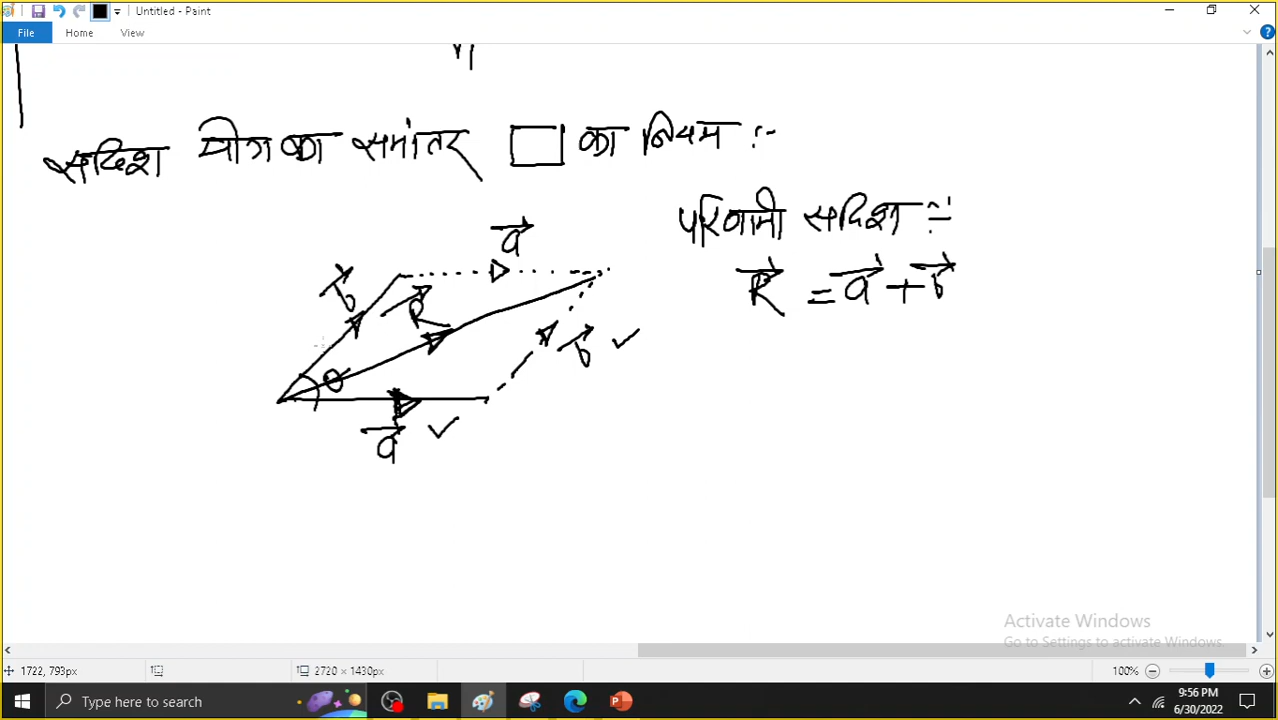 Untitled - Paint
File Home View
सदिश योग का समांतर □ का नियम :-
परिणामी सदिश :-
R⃗ = a⃗ + b⃗
a⃗
b⃗
R⃗
θ
b⃗ ✓
a⃗ ✓
Activate Windows
Go to Settings to activate Windows.
1722, 793px
2720 × 1430px
100%
Type here to search
9:56 PM
6/30/2022